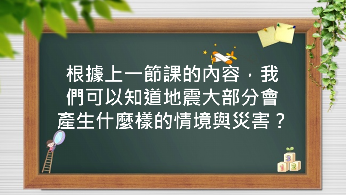 根據上一節課的內容，我
們可以知道地震大部分會
產生什麼樣的情境與災害？